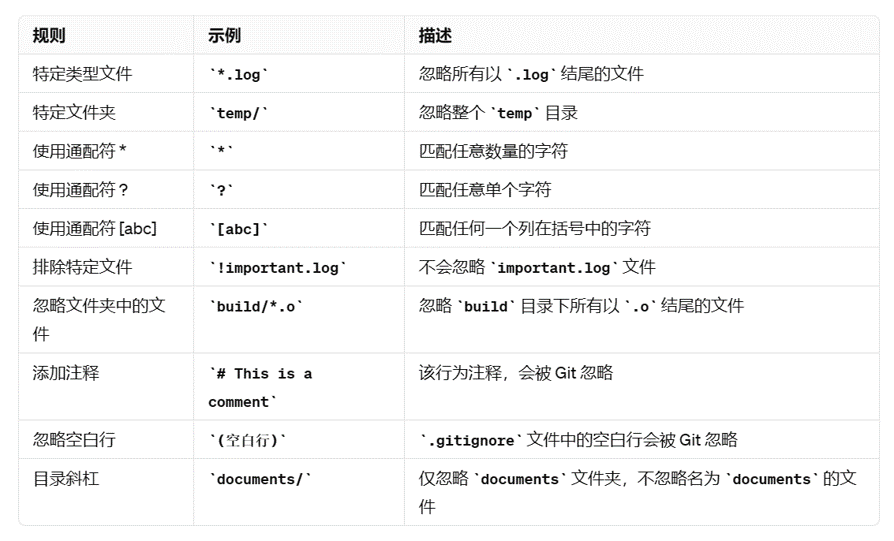 规则 示例 描述
特定类型文件 `*.log` 忽略所有以 `.log` 结尾的文件
特定文件夹 `temp/` 忽略整个 `temp` 目录
使用通配符 * `*` 匹配任意数量的字符
使用通配符 ? `?` 匹配任意单个字符
使用通配符 [abc] `[abc]` 匹配任何一个列在括号中的字符
排除特定文件 `!important.log` 不会忽略 `important.log` 文件
忽略文件夹中的文 `build/*.o` 忽略 `build` 目录下所有以 `.o` 结尾的文件
件
添加注释 `# This is a 该行为注释，会被 Git 忽略
comment`
忽略空白行 `(空白行)` `.gitignore` 文件中的空白行会被 Git 忽略
目录斜杠 `documents/` 仅忽略 `documents` 文件夹，不忽略名为 `documents` 的文
件